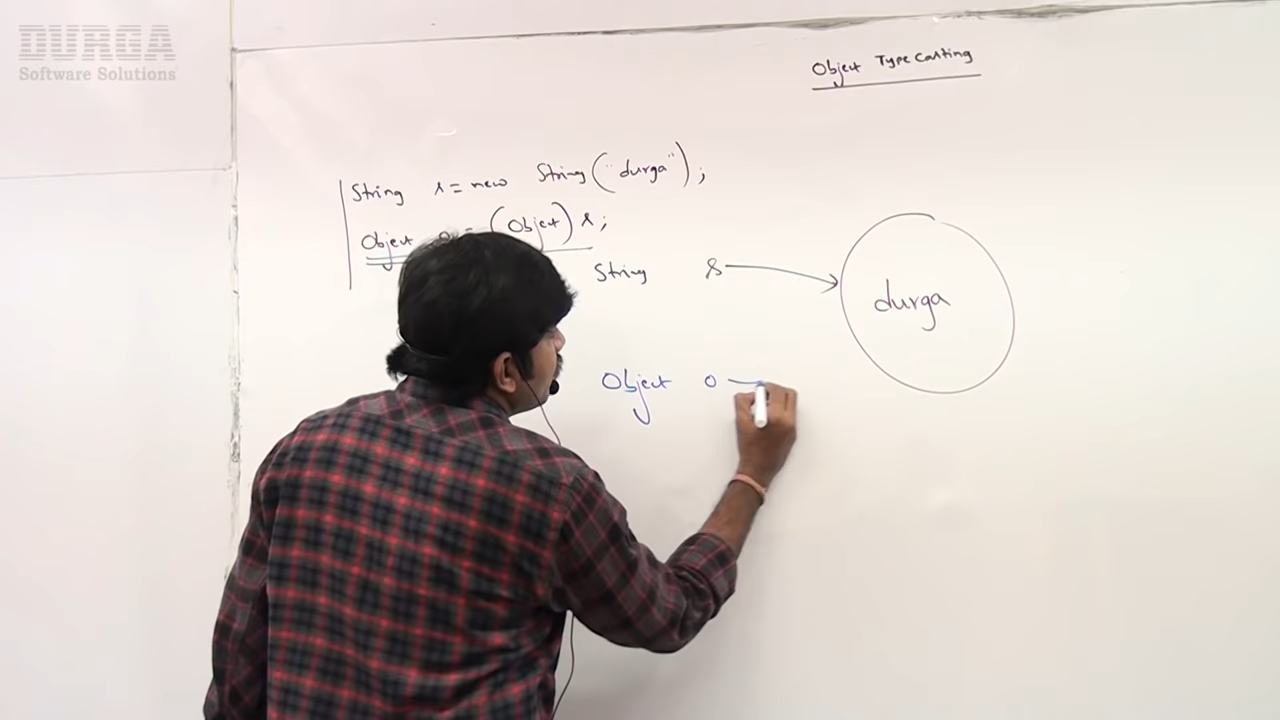 DURGA
Software Solutions
Object Type Casting
String s = new String("durga");
Object o = (Object) s;
String s
durga
Object o